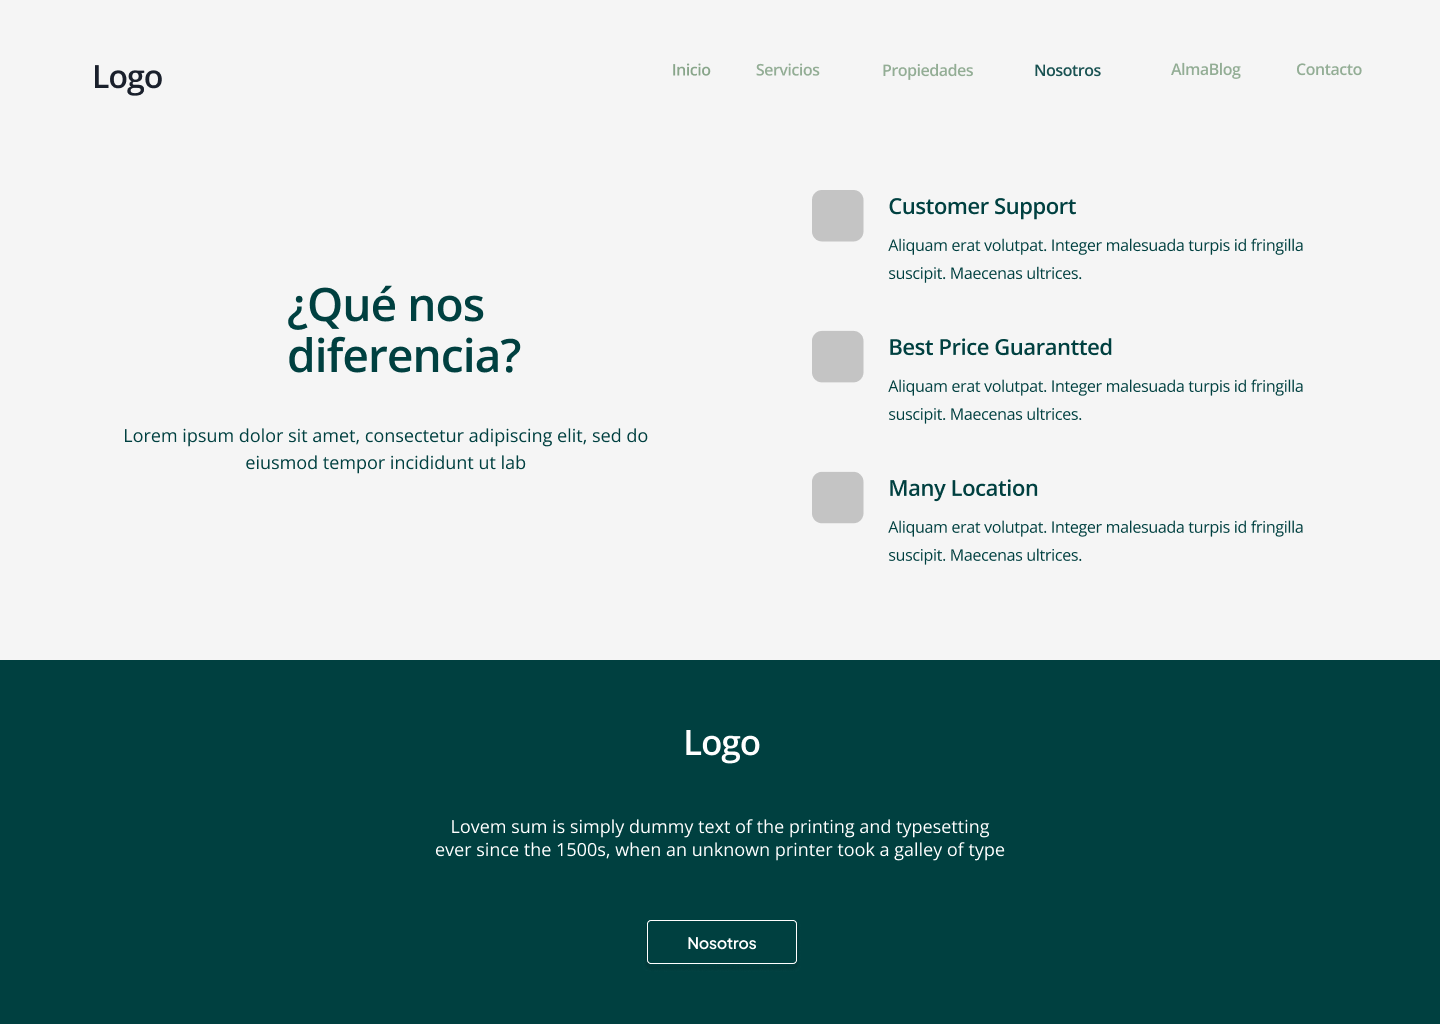 Logo
Inicio Servicios Propiedades Nosotros AlmaBlog Contacto
¿Qué nos
diferencia?
Lorem ipsum dolor sit amet, consectetur adipiscing elit, sed do
eiusmod tempor incididunt ut lab
Customer Support
Aliquam erat volutpat. Integer malesuada turpis id fringilla
suscipit. Maecenas ultrices.
Best Price Guarantted
Aliquam erat volutpat. Integer malesuada turpis id fringilla
suscipit. Maecenas ultrices.
Many Location
Aliquam erat volutpat. Integer malesuada turpis id fringilla
suscipit. Maecenas ultrices.
Logo
Lovem sum is simply dummy text of the printing and typesetting
ever since the 1500s, when an unknown printer took a galley of type
Nosotros